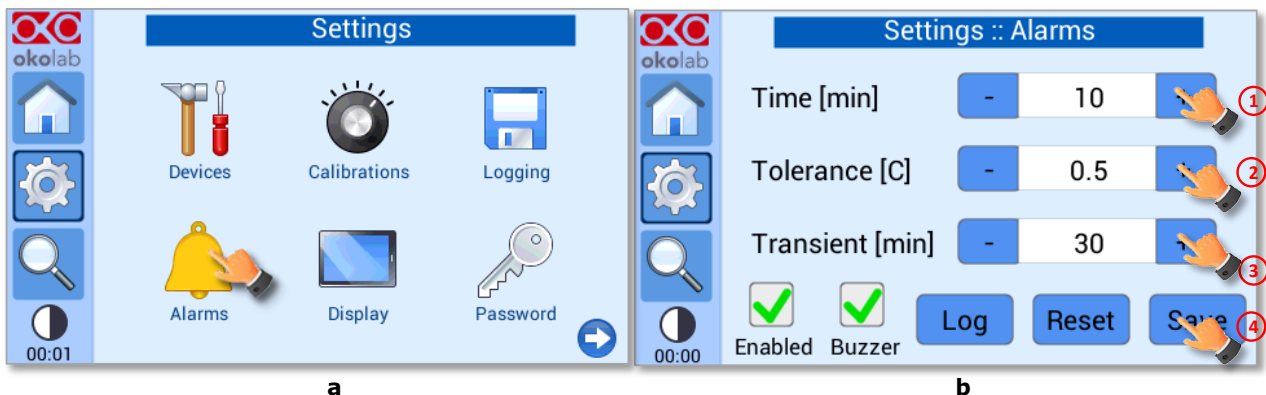 Settings
okolab
Devices
Calibrations
Logging
Alarms
Display
Password
00:01
a
Settings :: Alarms
okolab
Time [min]
-
10
+
1
Tolerance [C]
-
0.5
+
2
Transient [min]
-
30
+
3
Enabled
Buzzer
Log
Reset
Save
4
00:00
b